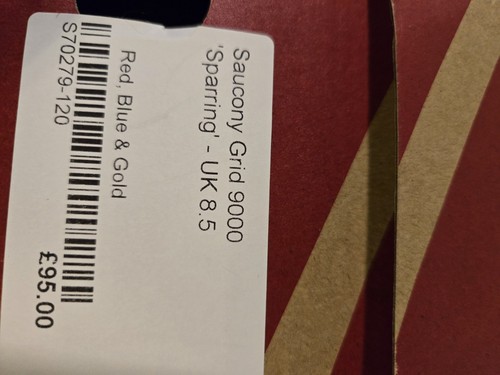 Saucony Grid 9000
'Sparring' - UK 8.5
Red, Blue & Gold
S70279-120
£95.00